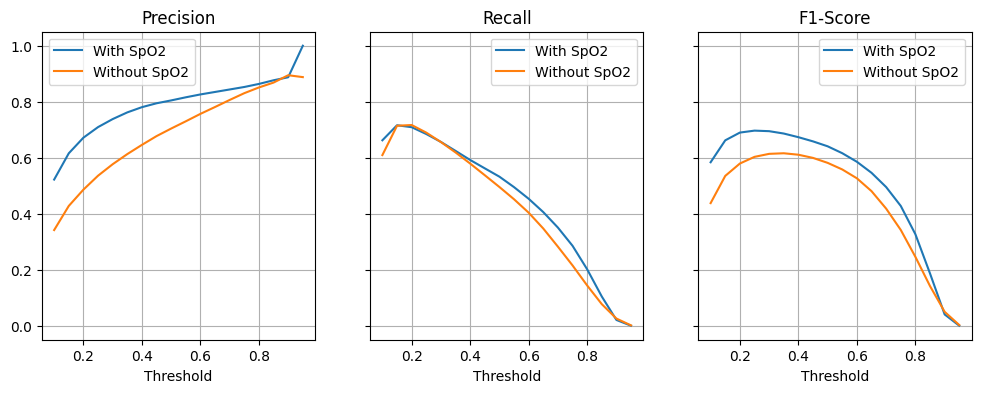 Precision
With SpO2
Without SpO2
1.0
0.8
0.6
0.4
0.2
0.0
0.2 0.4 0.6 0.8
Threshold
Recall
With SpO2
Without SpO2
0.2 0.4 0.6 0.8
Threshold
F1-Score
With SpO2
Without SpO2
0.2 0.4 0.6 0.8
Threshold